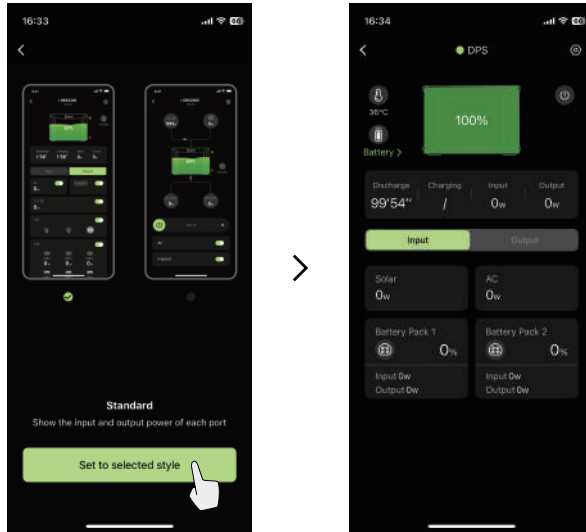 16:33
66
Standard
Show the input and output power of each port
Set to selected style
16:34
66
DPS
36°C
100%
Battery >
Discharge Charging Input Output
99'54" / 0w 0w
Input Output
Solar AC
0w 0w
Battery Pack 1 Battery Pack 2
0% 0%
Input 0w Input 0w
Output 0w Output 0w